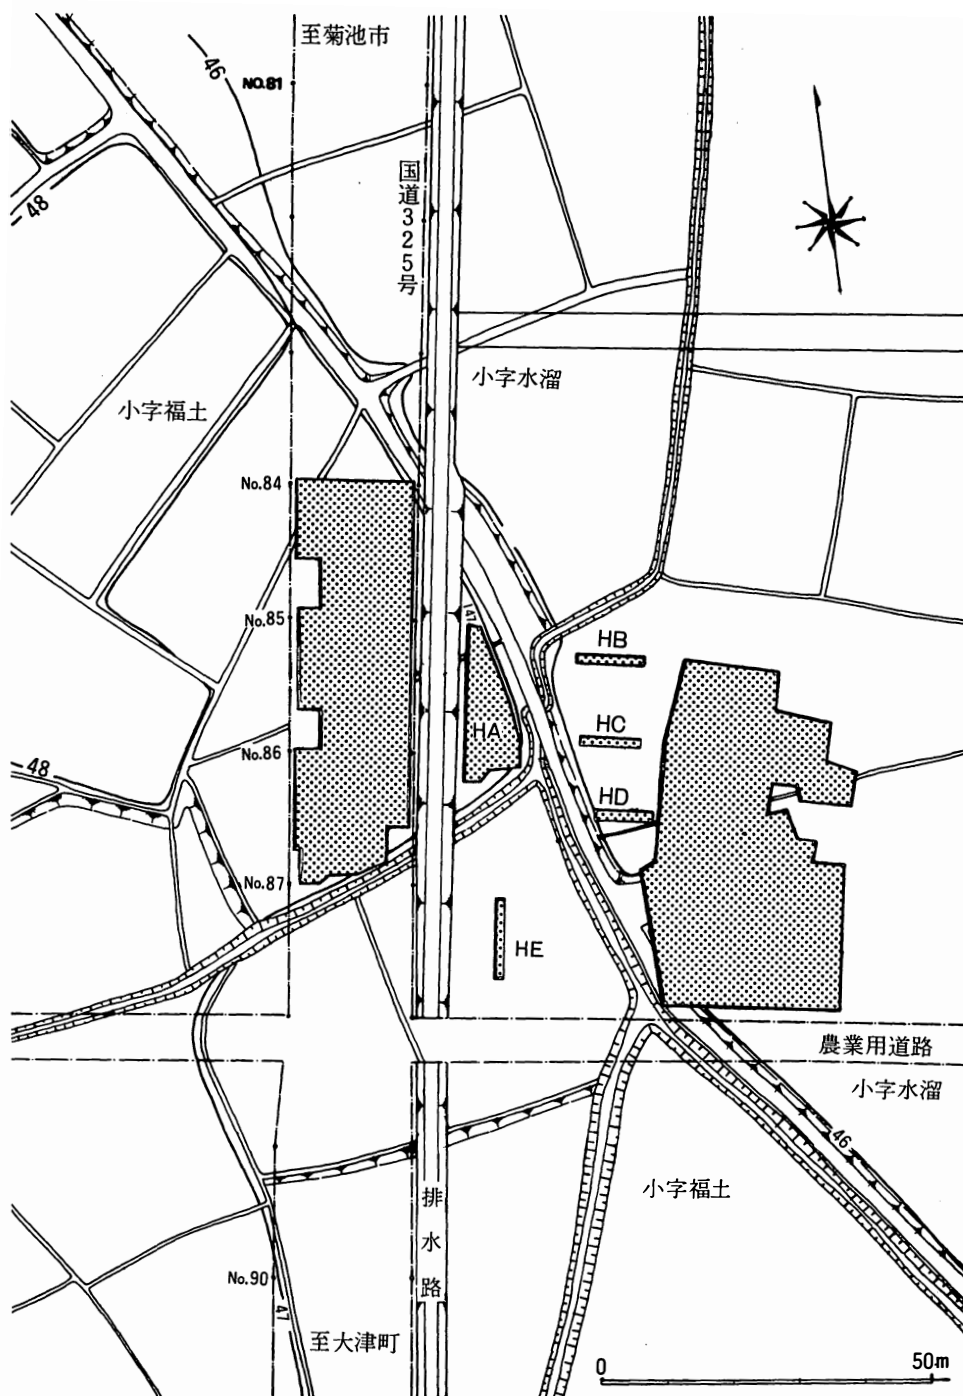 至菊池市
46
NO.81
国道325号
48
小字水溜
小字福土
No.84
No.85
147
HB
HA
HC
No.86
48
HD
No.87
HE
農業用道路
小字水溜
46
小字福土
排水路
No.90
47
至大津町
0 50m